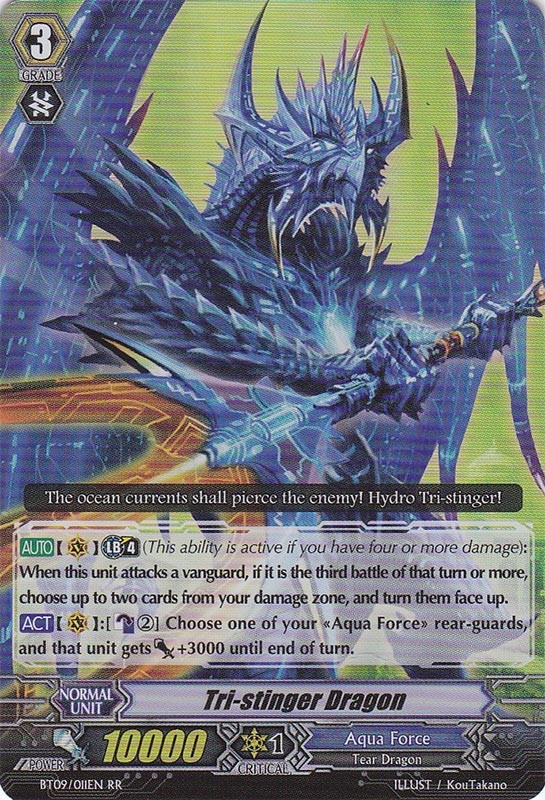 3
GRADE
The ocean currents shall pierce the enemy! Hydro Tri-stinger!
AUTO【 V 】LB 4 (This ability is active if you have four or more damage):
When this unit attacks a vanguard, if it is the third battle of that turn or more,
choose up to two cards from your damage zone, and turn them face up.
ACT【 V 】:[ ②] Choose one of your «Aqua Force» rear-guards,
and that unit gets +3000 until end of turn.
NORMAL UNIT
Tri-stinger Dragon
POWER
10000
1
CRITICAL
Aqua Force
Tear Dragon
BT09/011EN RR
ILLUST / KouTakano